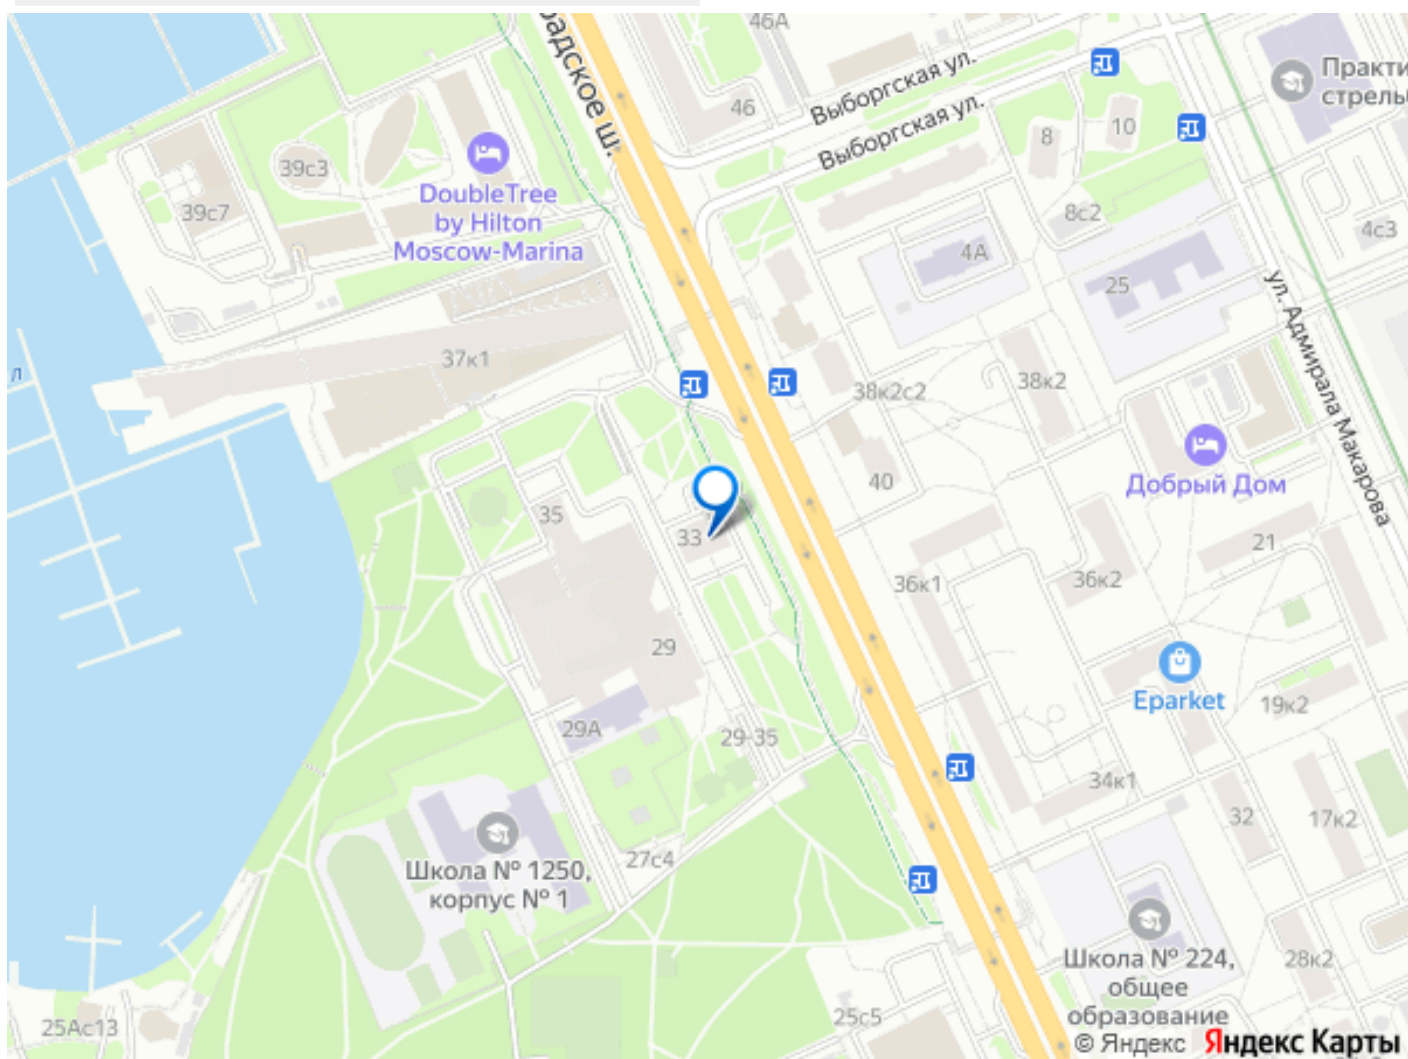 46А
Практи
стрельб
радское ш.
Выборгская ул.
46
Выборгская ул.
8
10
39с3
DoubleTree
by Hilton
Moscow-Marina
39с7
8с2
4с3
4А
25
ул. Адмирала Макарова
37к1
л
38к2с2
38к2
40
Добрый Дом
35
33
21
36к1
36к2
29
Eparket
19к2
29А
29-35
34к1
32
17к2
27с4
Школа № 1250,
корпус № 1
Школа № 224,
общее
образование
28к2
25с5
25Ас13
© Яндекс Яндекс Карты